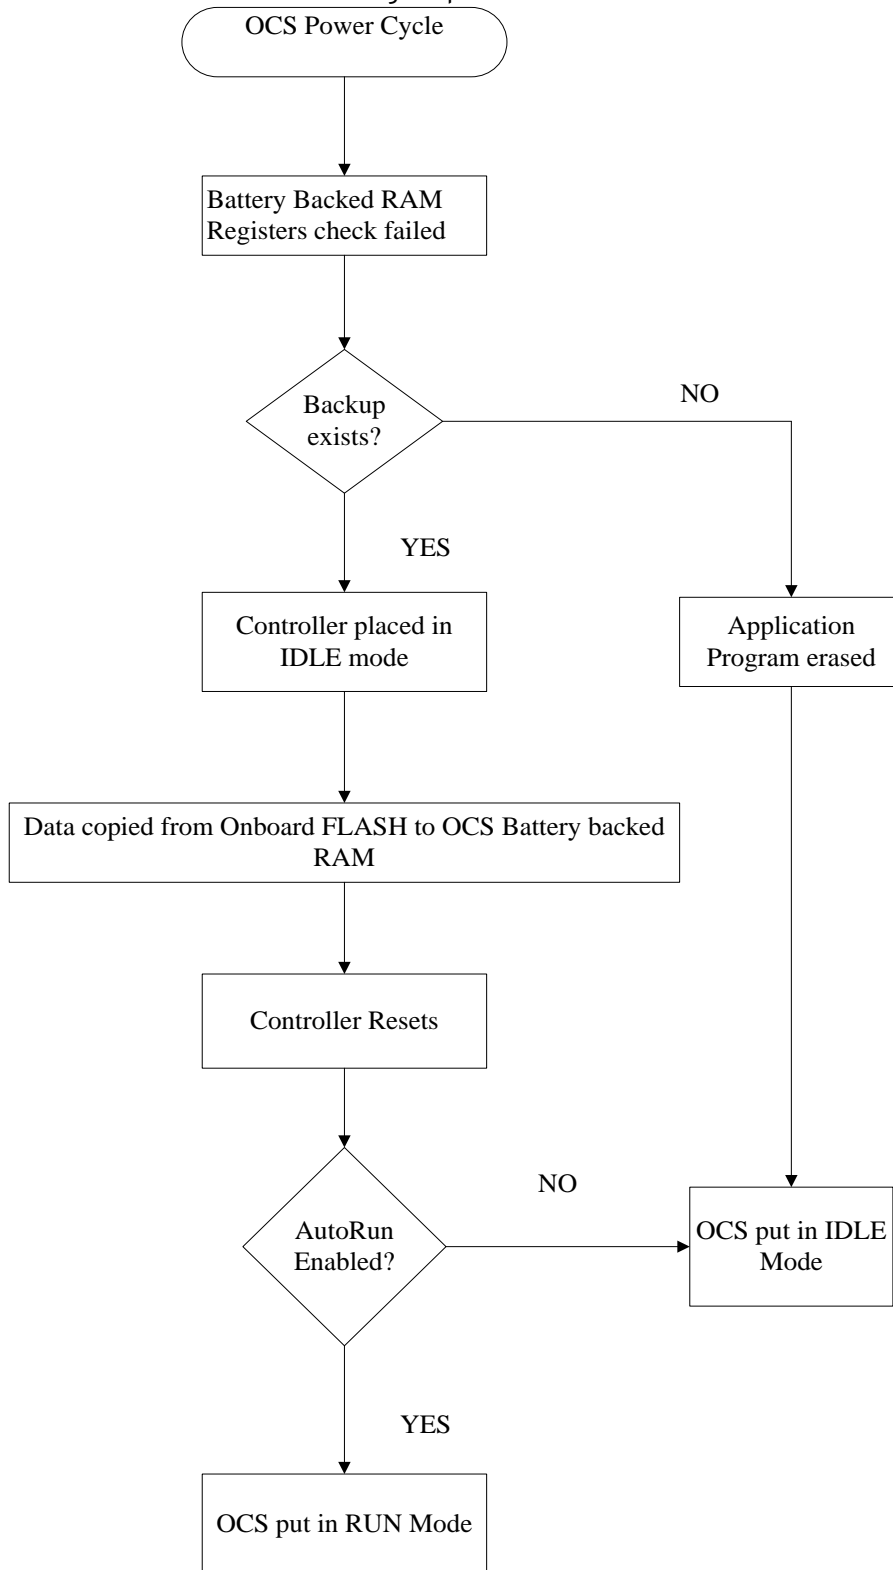 OCS Power Cycle
Battery Backed RAM
Registers check failed
Backup
exists?
NO
YES
Controller placed in
IDLE mode
Application
Program erased
Data copied from Onboard FLASH to OCS Battery backed
RAM
Controller Resets
AutoRun
Enabled?
NO
OCS put in IDLE
Mode
YES
OCS put in RUN Mode